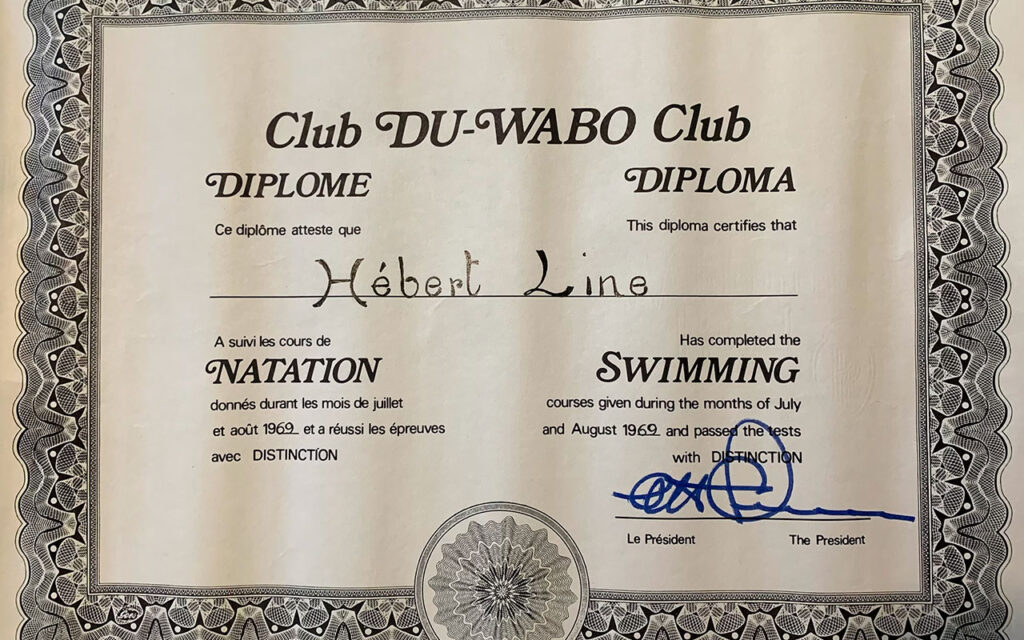 Club DU-WABO Club
DIPLOME
DIPLOMA
Ce diplôme atteste que
This diploma certifies that
Hébert Line
A suivi les cours de
Has completed the
NATATION
SWIMMING
donnés durant les mois de juillet
courses given during the months of July
et août 1969 et a réussi les épreuves
and August 1969 and passed the tests
avec DISTINCTION
with DISTINCTION
Le Président
The President